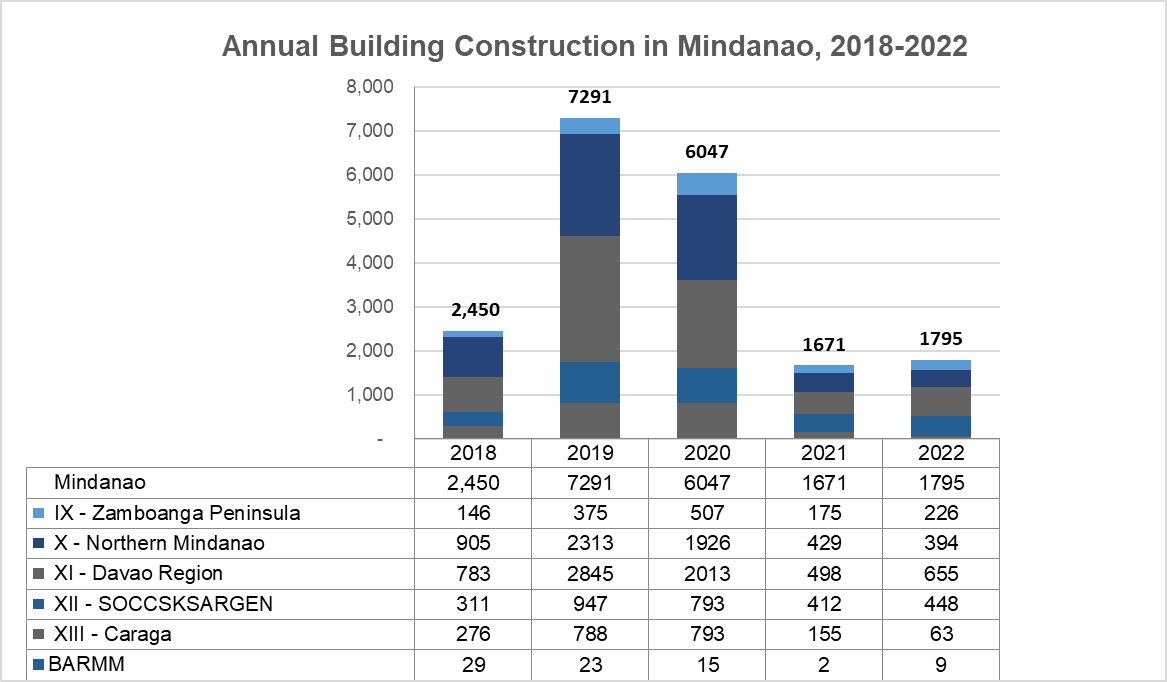 Annual Building Construction in Mindanao, 2018-2022
8,000
7,000
6,000
5,000
4,000
3,000
2,000
1,000
-
2,450
7291
6047
1671
1795
2018 2019 2020 2021 2022
Mindanao 2,450 7291 6047 1671 1795
IX - Zamboanga Peninsula 146 375 507 175 226
X - Northern Mindanao 905 2313 1926 429 394
XI - Davao Region 783 2845 2013 498 655
XII - SOCCSKSARGEN 311 947 793 412 448
XIII - Caraga 276 788 793 155 63
BARMM 29 23 15 2 9